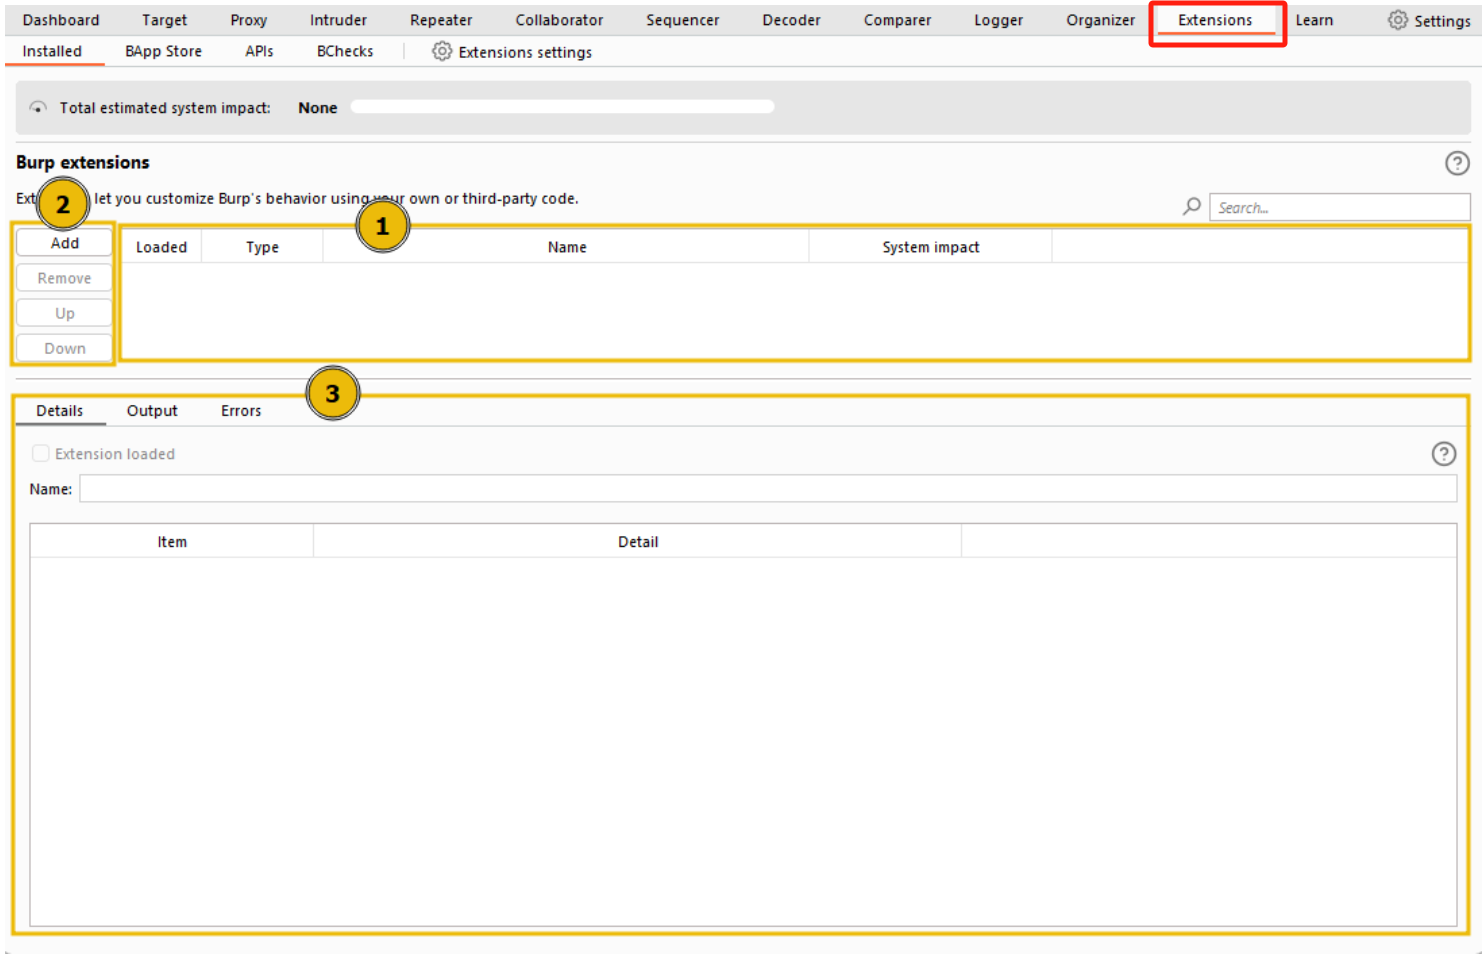 Dashboard Target Proxy Intruder Repeater Collaborator Sequencer Decoder Comparer Logger Organizer Extensions Learn Settings
Installed BApp Store APIs BChecks Extensions settings
Total estimated system impact: None
Burp extensions
Ext let you customize Burp's behavior using your own or third-party code.
Search...
2
1
Add
Remove
Up
Down
Loaded Type Name System impact
3
Details Output Errors
Extension loaded
Name:
Item Detail